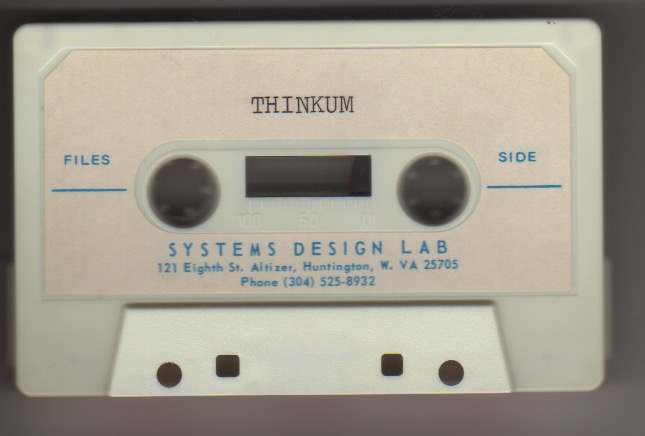 THINKUM
FILES
SIDE
100 50 0
SYSTEMS DESIGN LAB
121 Eighth St. Altizer, Huntington, W. VA 25705
Phone (304) 525-8932